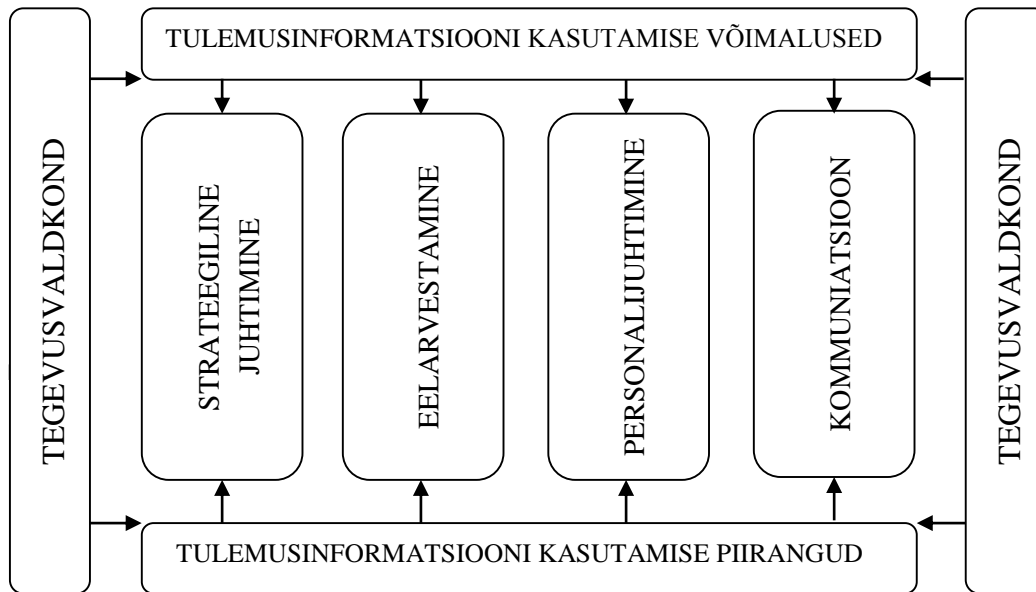 TEGEVUSVALDKOND
TULEMUSINFORMATSIOONI KASUTAMISE VÕIMALUSED
STRATEEGILINE
JUHTIMINE
EELARVESTAMINE
PERSONALIJUHTIMINE
KOMMUNIATSIOON
TULEMUSINFORMATSIOONI KASUTAMISE PIIRANGUD
TEGEVUSVALDKOND